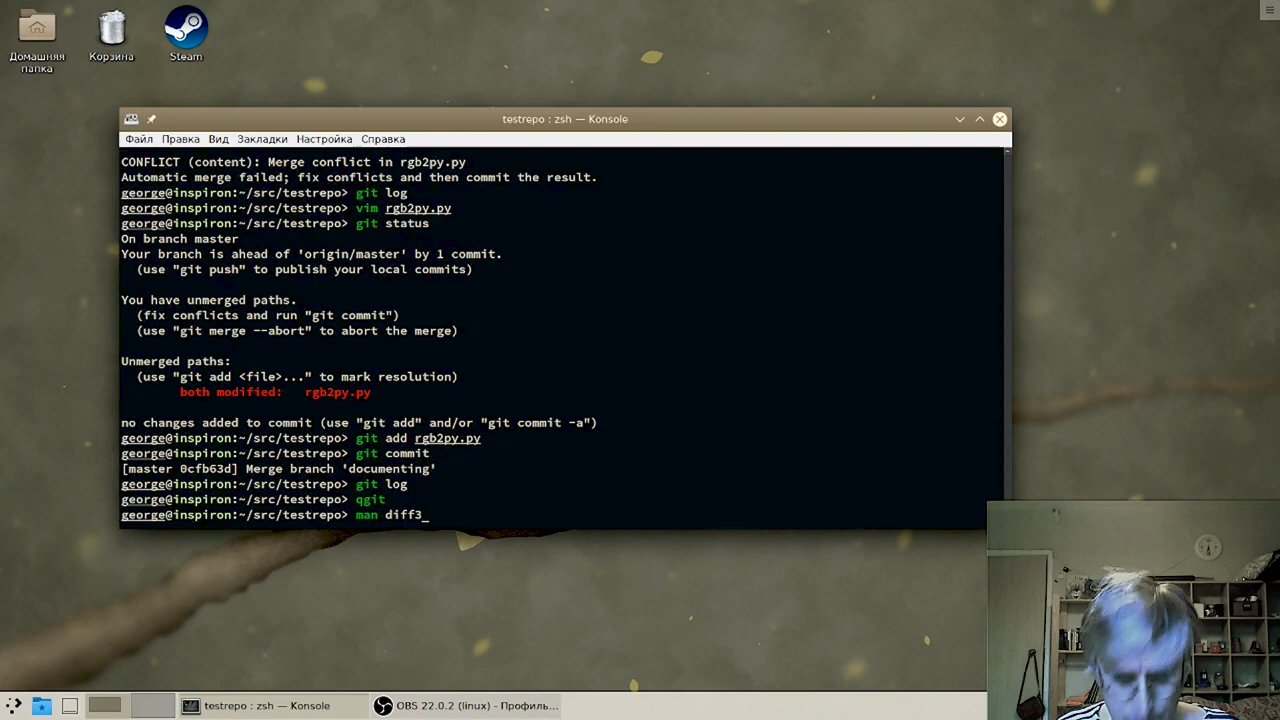 Домашняя папка
Корзина
Steam
testrepo : zsh — Konsole
Файл Правка Вид Закладки Настройка Справка
CONFLICT (content): Merge conflict in rgb2py.py
Automatic merge failed; fix conflicts and then commit the result.
george@inspiron:~/src/testrepo> git log
george@inspiron:~/src/testrepo> vim rgb2py.py
george@inspiron:~/src/testrepo> git status
On branch master
Your branch is ahead of 'origin/master' by 1 commit.
(use "git push" to publish your local commits)
You have unmerged paths.
(fix conflicts and run "git commit")
(use "git merge --abort" to abort the merge)
Unmerged paths:
(use "git add <file>..." to mark resolution)
both modified: rgb2py.py
no changes added to commit (use "git add" and/or "git commit -a")
george@inspiron:~/src/testrepo> git add rgb2py.py
george@inspiron:~/src/testrepo> git commit
[master 0cfb63d] Merge branch 'documenting'
george@inspiron:~/src/testrepo> git log
george@inspiron:~/src/testrepo> qgit
george@inspiron:~/src/testrepo> man diff3_
testrepo : zsh — Konsole
OBS 22.0.2 (linux) - Профиль...